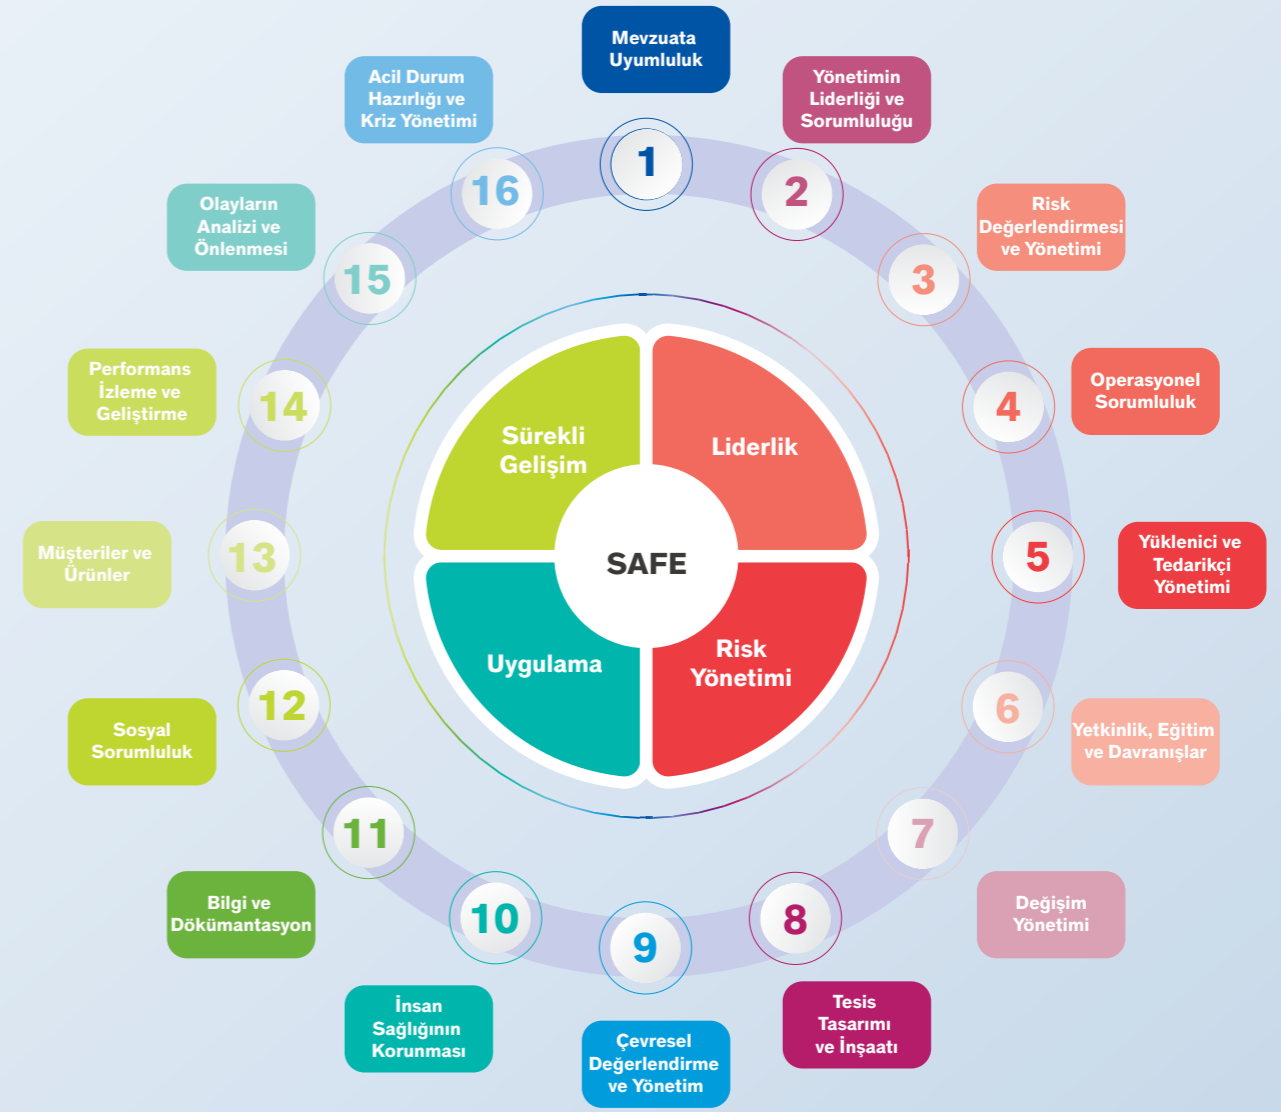 1
Mevzuata
Uyumluluk
2
Yönetimin
Liderliği ve
Sorumluluğu
3
Risk
Değerlendirmesi
ve Yönetimi
4
Operasyonel
Sorumluluk
5
Yüklenici ve
Tedarikçi
Yönetimi
6
Yetkinlik, Eğitim
ve Davranışlar
7
Değişim
Yönetimi
8
Tesis
Tasarımı
ve İnşaatı
9
Çevresel
Değerlendirme
ve Yönetim
10
İnsan
Sağlığının
Korunması
11
Bilgi ve
Dökümantasyon
12
Sosyal
Sorumluluk
13
Müşteriler ve
Ürünler
14
Performans
İzleme ve
Geliştirme
15
Olayların
Analizi ve
Önlenmesi
16
Acil Durum
Hazırlığı ve
Kriz Yönetimi
SAFE
Liderlik
Risk
Yönetimi
Uygulama
Sürekli
Gelişim